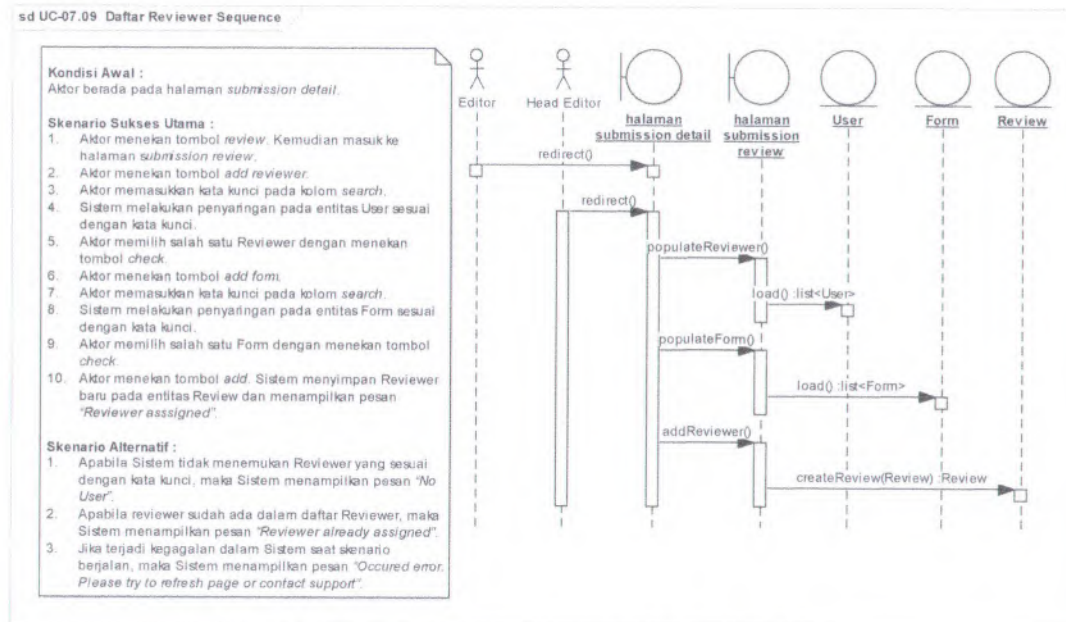 sd UC-07.09 Daftar Reviewer Sequence
Kondisi Awal :
Aktor berada pada halaman submission detail.
Skenario Sukses Utama :
1. Aktor menekan tombol review. Kemudian masuk ke
halaman submission review.
2. Aktor menekan tombol add reviewer.
3. Aktor memasukkan kata kunci pada kolom search.
4. Sistem melakukan penyaringan pada entitas User sesuai
dengan kata kunci.
5. Aktor memilih salah satu Reviewer dengan menekan
tombol check.
6. Aktor menekan tombol add form.
7. Aktor memasukkan kata kunci pada kolom search.
8. Sistem melakukan penyaringan pada entitas Form sesuai
dengan kata kunci.
9. Aktor memilih salah satu Form dengan menekan tombol
check.
10. Aktor menekan tombol add. Sistem menyimpan Reviewer
baru pada entitas Review dan menampilkan pesan
"Reviewer asssigned".
Skenario Alternatif :
1. Apabila Sistem tidak menemukan Reviewer yang sesuai
dengan kata kunci, maka Sistem menampilkan pesan "No
User".
2. Apabila reviewer sudah ada dalam daftar Reviewer, maka
Sistem menampilkan pesan "Reviewer already assigned".
3. Jika terjadi kegagalan dalam Sistem saat skenario
berjalan, maka Sistem menampilkan pesan "Occured error.
Please try to refresh page or contact support".
Editor
Head Editor
halaman
submission detail
halaman
submission
review
User
Form
Review
redirect()
redirect()
populateReviewer()
load() :list<User>
populateForm()
load() :list<Form>
addReviewer()
createReview(Review) :Review